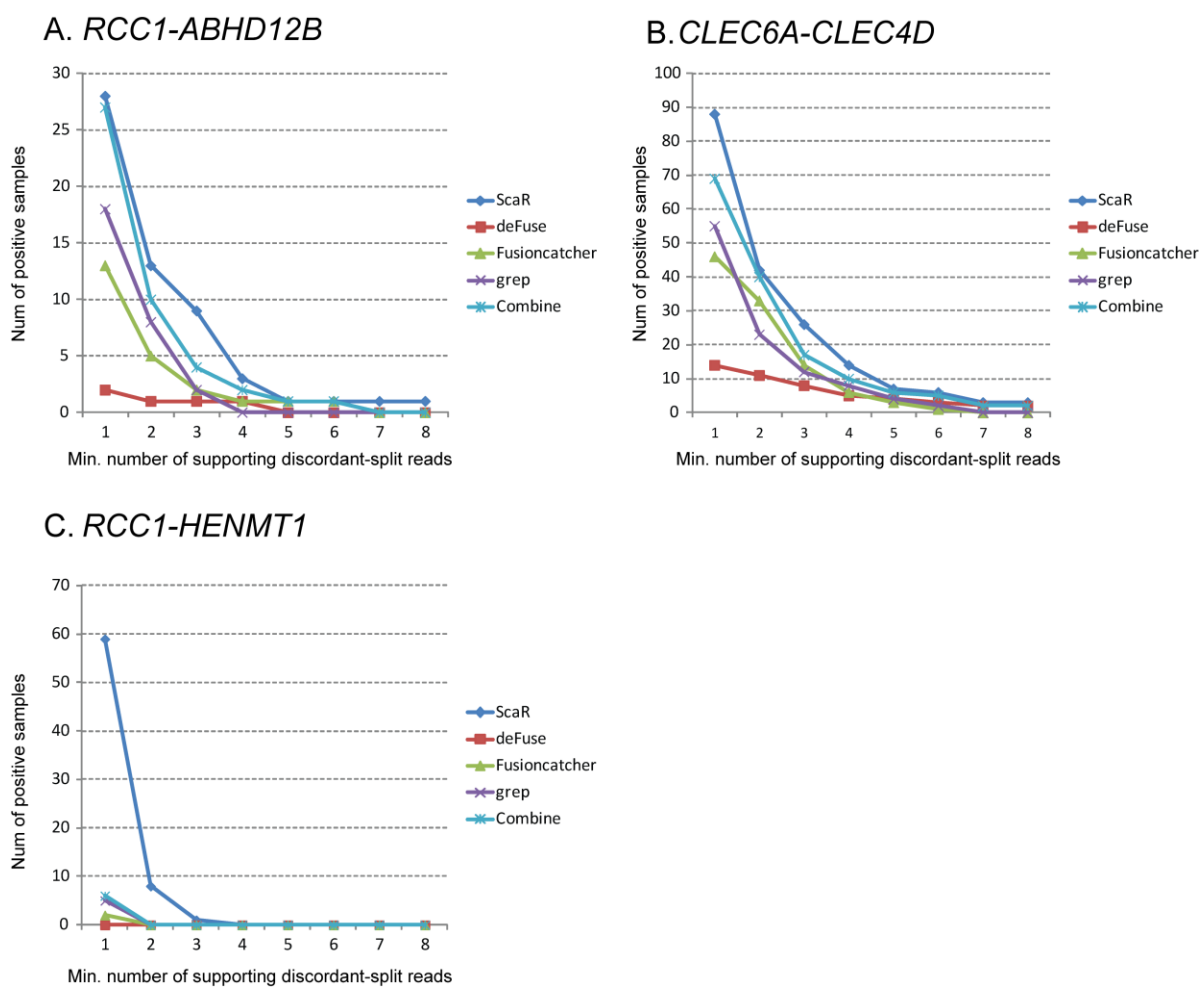 A. RCC1-ABHD12B
Num of positive samples
30
25
20
15
10
5
0
1 2 3 4 5 6 7 8
Min. number of supporting discordant-split reads
ScaR
deFuse
Fusioncatcher
grep
Combine
B. CLEC6A-CLEC4D
Num of positive samples
100
90
80
70
60
50
40
30
20
10
0
1 2 3 4 5 6 7 8
Min. number of supporting discordant-split reads
ScaR
deFuse
Fusioncatcher
grep
Combine
C. RCC1-HENMT1
Num of positive samples
70
60
50
40
30
20
10
0
1 2 3 4 5 6 7 8
Min. number of supporting discordant-split reads
ScaR
deFuse
Fusioncatcher
grep
Combine